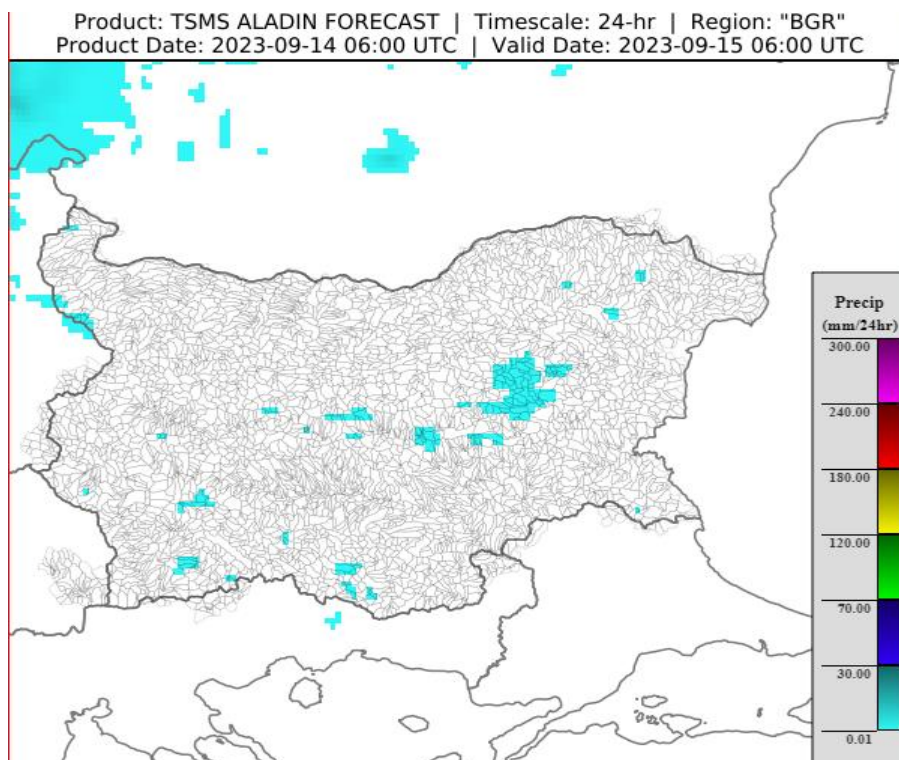 Product: TSMS ALADIN FORECAST | Timescale: 24-hr | Region: "BGR"
Product Date: 2023-09-14 06:00 UTC | Valid Date: 2023-09-15 06:00 UTC
Precip
(mm/24hr)
300.00
240.00
180.00
120.00
70.00
30.00
0.01